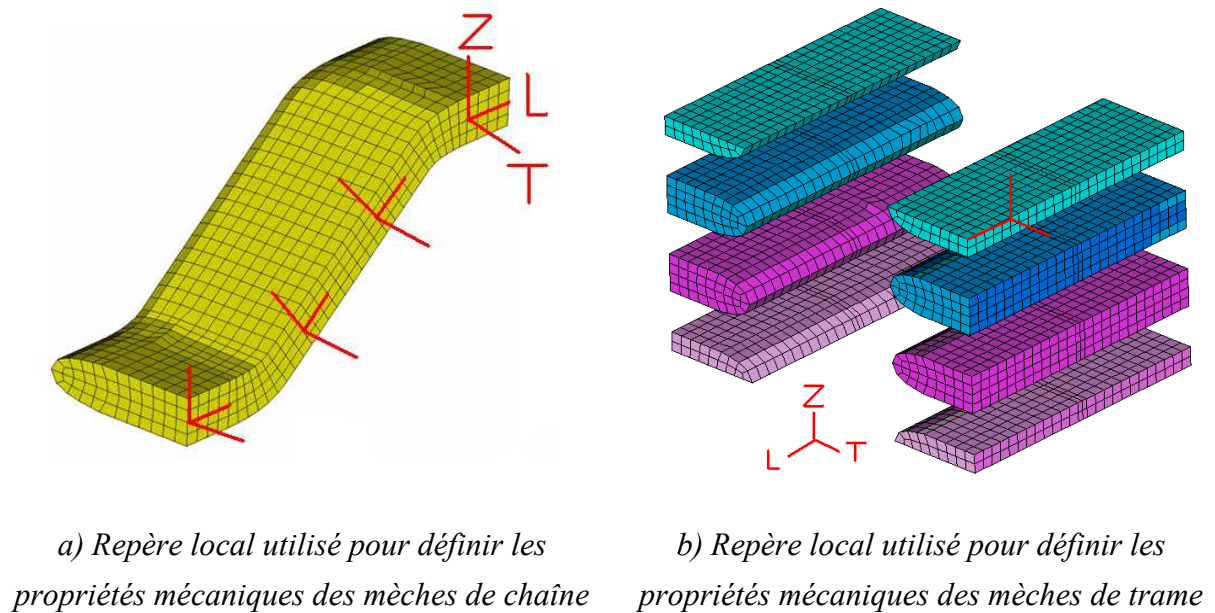 Z
L
T
Z
L
T
a) Repère local utilisé pour définir les
propriétés mécaniques des mèches de chaîne
b) Repère local utilisé pour définir les
propriétés mécaniques des mèches de trame